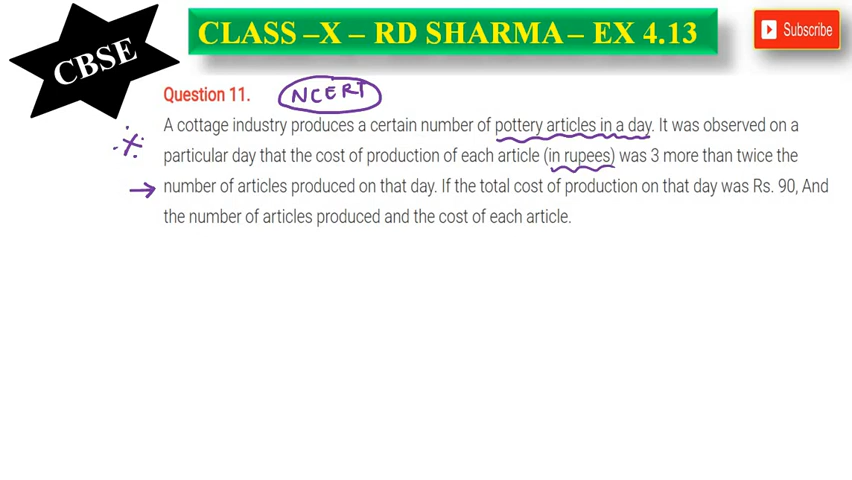 CBSE
CLASS –X – RD SHARMA – EX 4.13
Subscribe
Question 11.
NCERT
A cottage industry produces a certain number of pottery articles in a day. It was observed on a
particular day that the cost of production of each article (in rupees) was 3 more than twice the
number of articles produced on that day. If the total cost of production on that day was Rs. 90, And
the number of articles produced and the cost of each article.